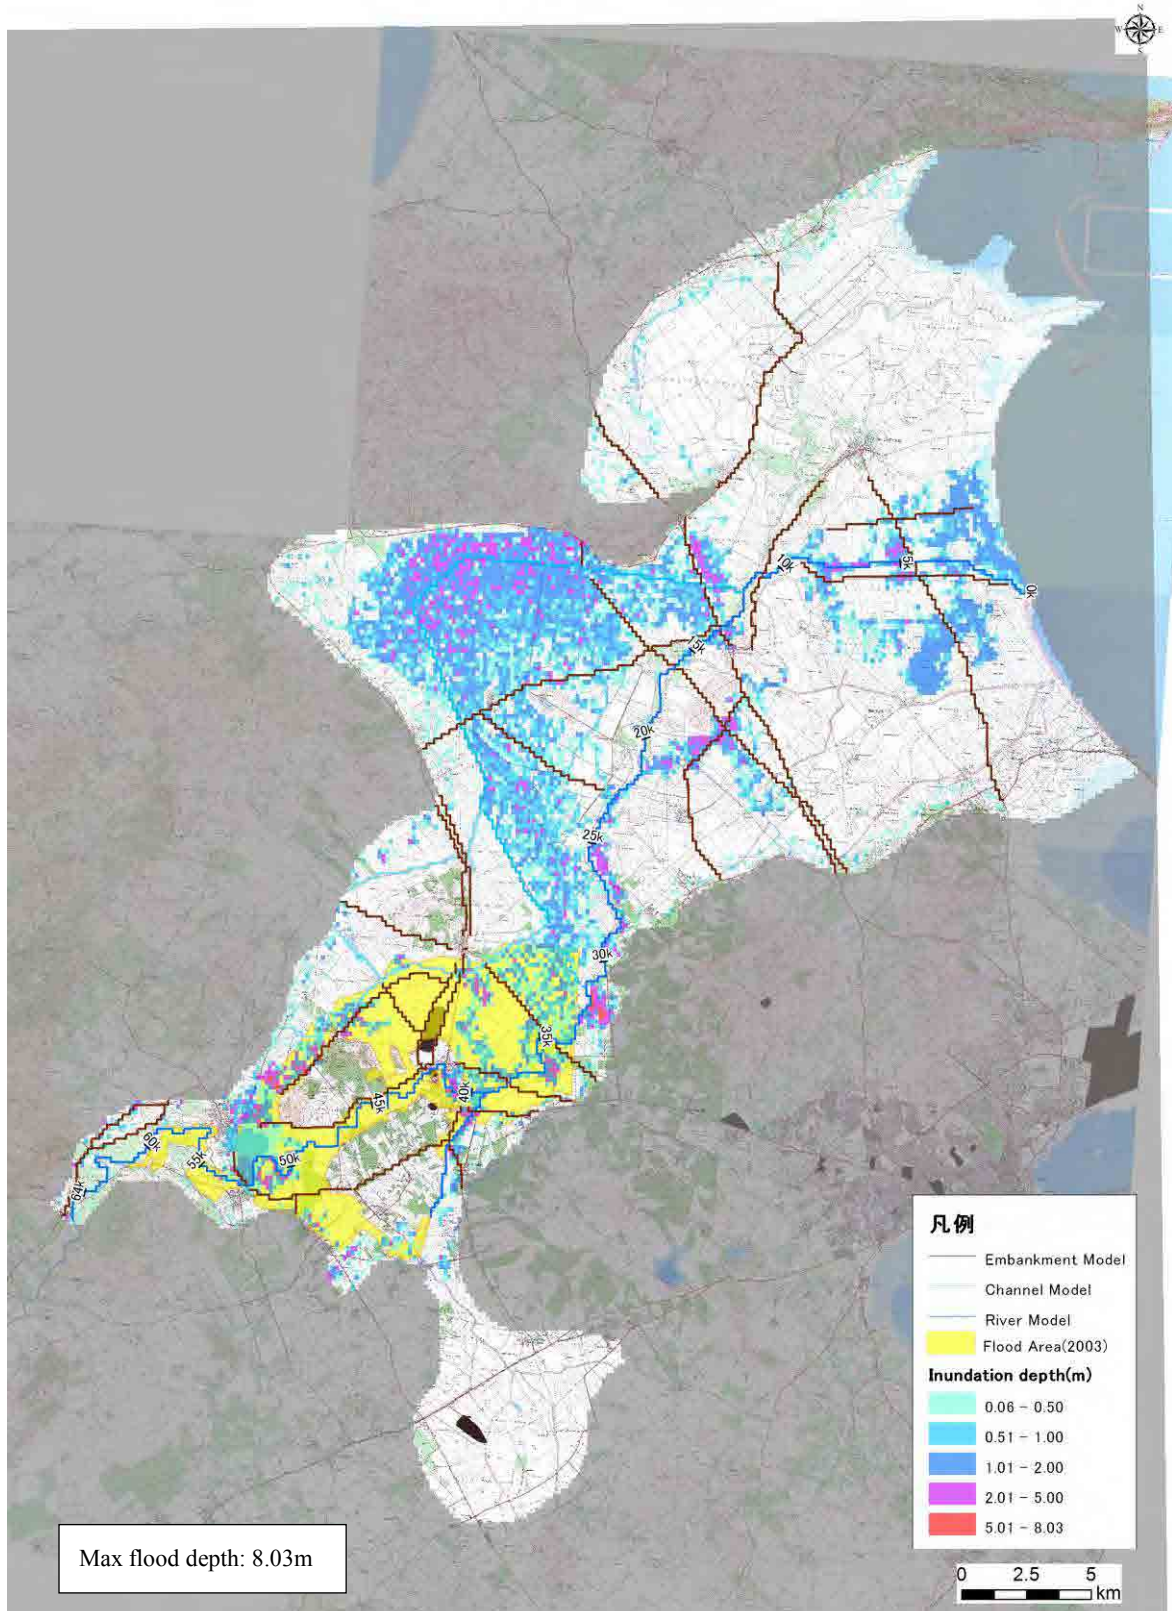 N
W E
S
0k
5k
10k
15k
20k
25k
30k
35k
40k
45k
50k
55k
60k
64k
凡例
Embankment Model
Channel Model
River Model
Flood Area(2003)
Inundation depth(m)
0.06 - 0.50
0.51 - 1.00
1.01 - 2.00
2.01 - 5.00
5.01 - 8.03
Max flood depth: 8.03m
0 2.5 5
km